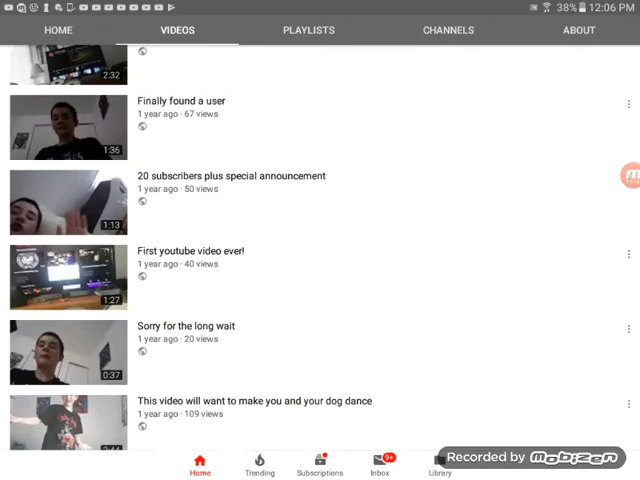 38% 12:06 PM
HOME VIDEOS PLAYLISTS CHANNELS ABOUT
2:32
Finally found a user
1 year ago · 67 views
1:36
20 subscribers plus special announcement
1 year ago · 50 views
1:13
First youtube video ever!
1 year ago · 40 views
1:27
Sorry for the long wait
1 year ago · 20 views
0:37
This video will want to make you and your dog dance
1 year ago · 109 views
9+
Home Trending Subscriptions Inbox Library
Recorded by Mobizen